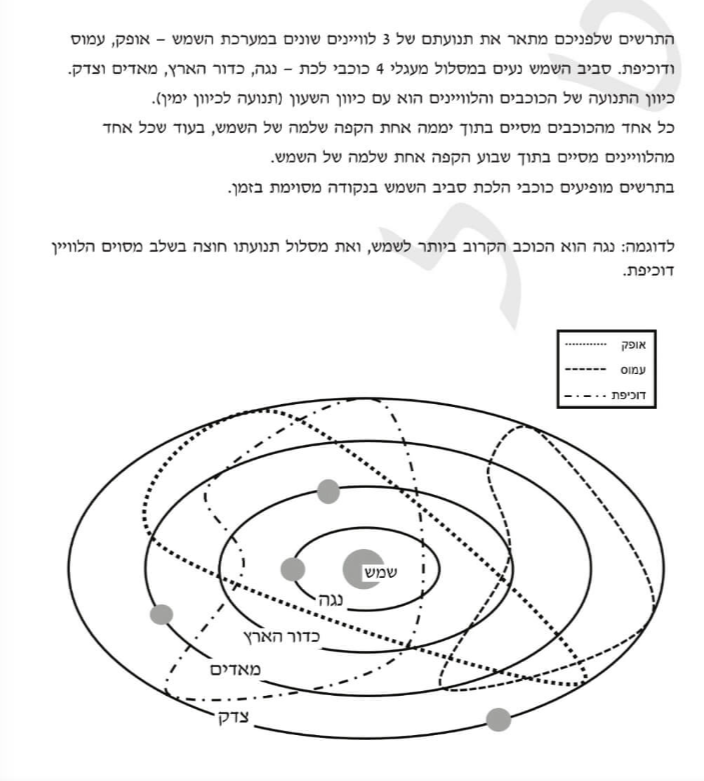 התרשים שלפניכם מתאר את תנועתם של 3 לוויינים שונים במערכת השמש – אופק, עמוס
ודוכיפת. סביב השמש נעים במסלול מעגלי 4 כוכבי לכת – נגה, כדור הארץ, מאדים וצדק.
כיוון התנועה של הכוכבים והלוויינים הוא עם כיוון השעון (תנועה לכיוון ימין).
כל אחד מהכוכבים מסיים בתוך יממה אחת הקפה שלמה של השמש, בעוד שכל אחד
מהלוויינים מסיים בתוך שבוע הקפה אחת שלמה של השמש.
בתרשים מופיעים כוכבי הלכת סביב השמש בנקודה מסוימת בזמן.
לדוגמה: נגה הוא הכוכב הקרוב ביותר לשמש, ואת מסלול תנועתו חוצה בשלב מסוים הלוויין
דוכיפת.
אופק
עמוס
דוכיפת
שמש
נגה
כדור הארץ
מאדים
צדק